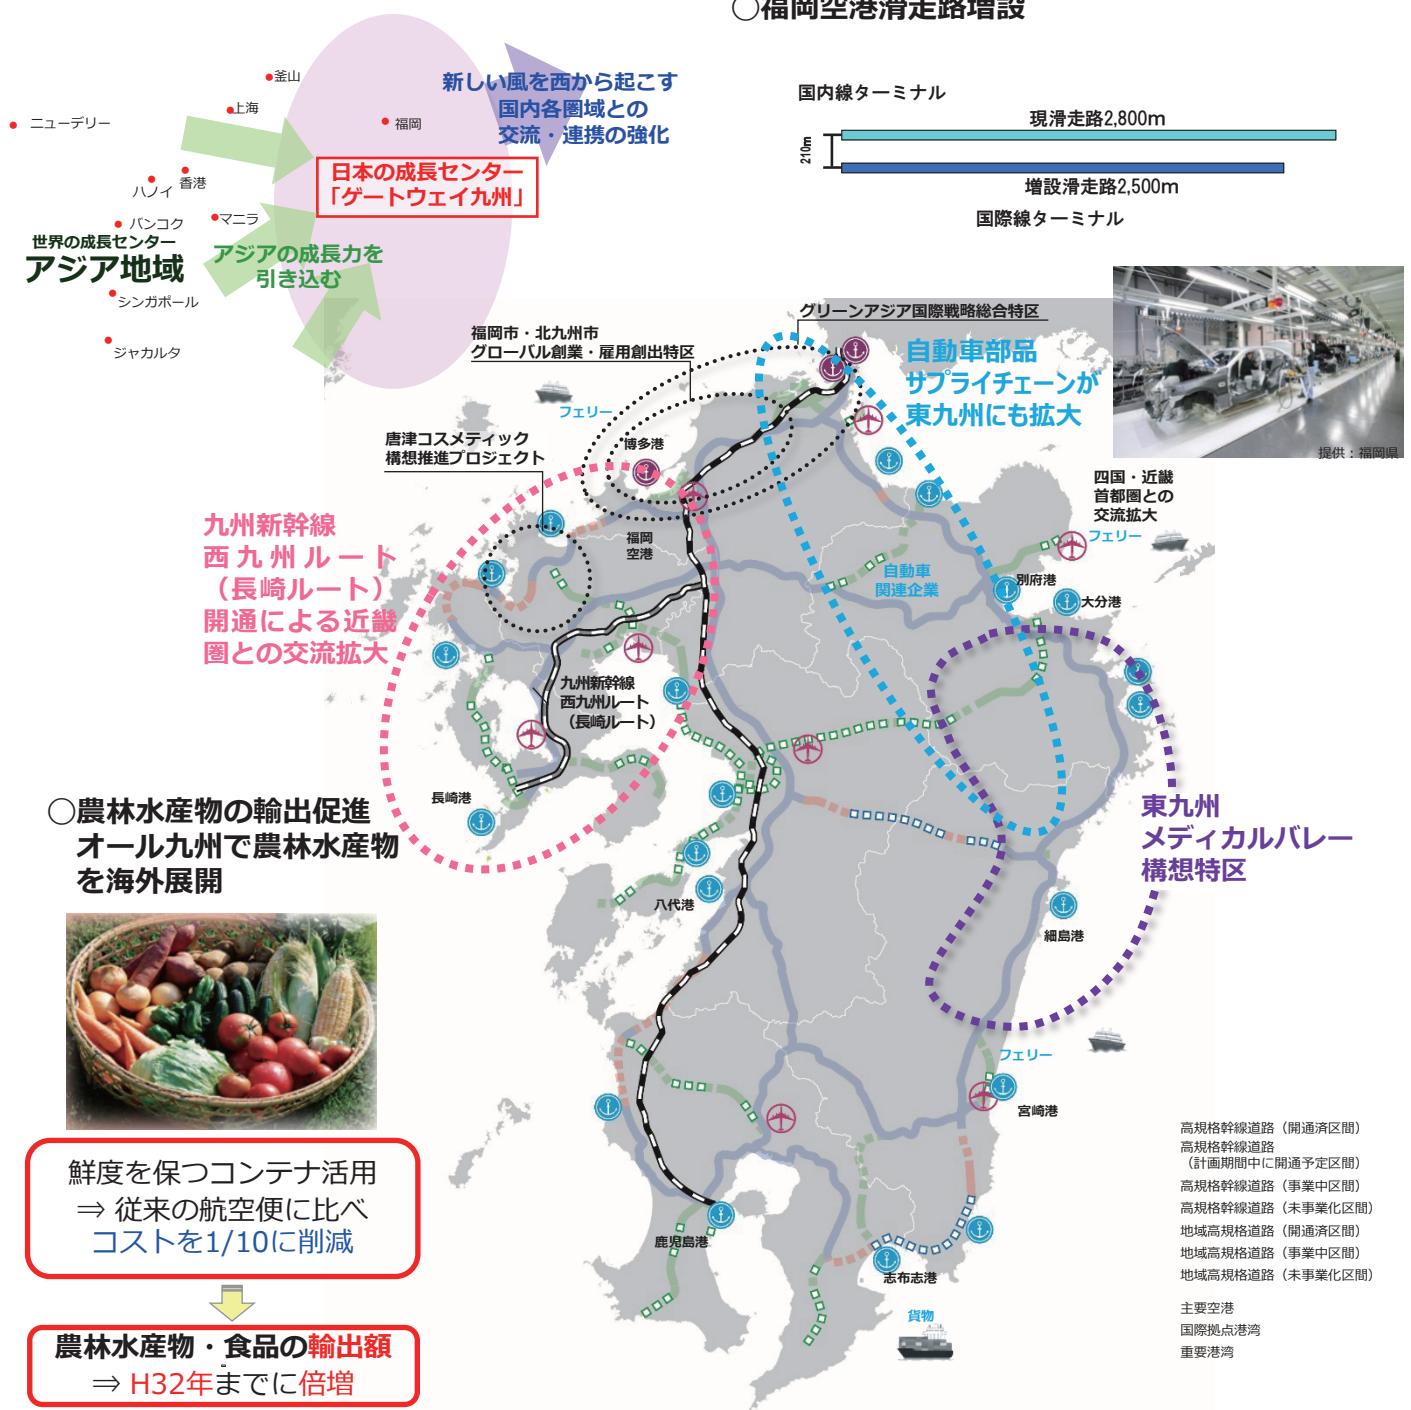 ○福岡空港滑走路増設
国内線ターミナル
現滑走路2,800m
210m
増設滑走路2,500m
国際線ターミナル
釜山
上海
ニューデリー
福岡
香港
ハノイ
バンコク
マニラ
シンガポール
ジャカルタ
世界の成長センター
アジア地域
アジアの成長力を
引き込む
日本の成長センター
「ゲートウェイ九州」
新しい風を西から起こす
国内各圏域との
交流・連携の強化
グリーンアジア国際戦略総合特区
福岡市・北九州市
グローバル創業・雇用創出特区
自動車部品
サプライチェーンが
東九州にも拡大
提供：福岡県
フェリー
博多港
唐津コスメティック
構想推進プロジェクト
四国・近畿
首都圏との
交流拡大
フェリー
九州新幹線
西九州ルート
（長崎ルート）
開通による近畿
圏との交流拡大
福岡
空港
自動車
関連企業
別府港
大分港
九州新幹線
西九州ルート
（長崎ルート）
長崎港
東九州
メディカルバレー
構想特区
○農林水産物の輸出促進
オール九州で農林水産物
を海外展開
八代港
細島港
フェリー
宮崎港
鹿児島港
志布志港
貨物
鮮度を保つコンテナ活用
⇒ 従来の航空便に比べ
コストを1/10に削減
農林水産物・食品の輸出額
⇒ H32年までに倍増
高規格幹線道路（開通済区間）
高規格幹線道路
（計画期間中に開通予定区間）
高規格幹線道路（事業中区間）
高規格幹線道路（未事業化区間）
地域高規格道路（開通済区間）
地域高規格道路（事業中区間）
地域高規格道路（未事業化区間）
主要空港
国際拠点港湾
重要港湾